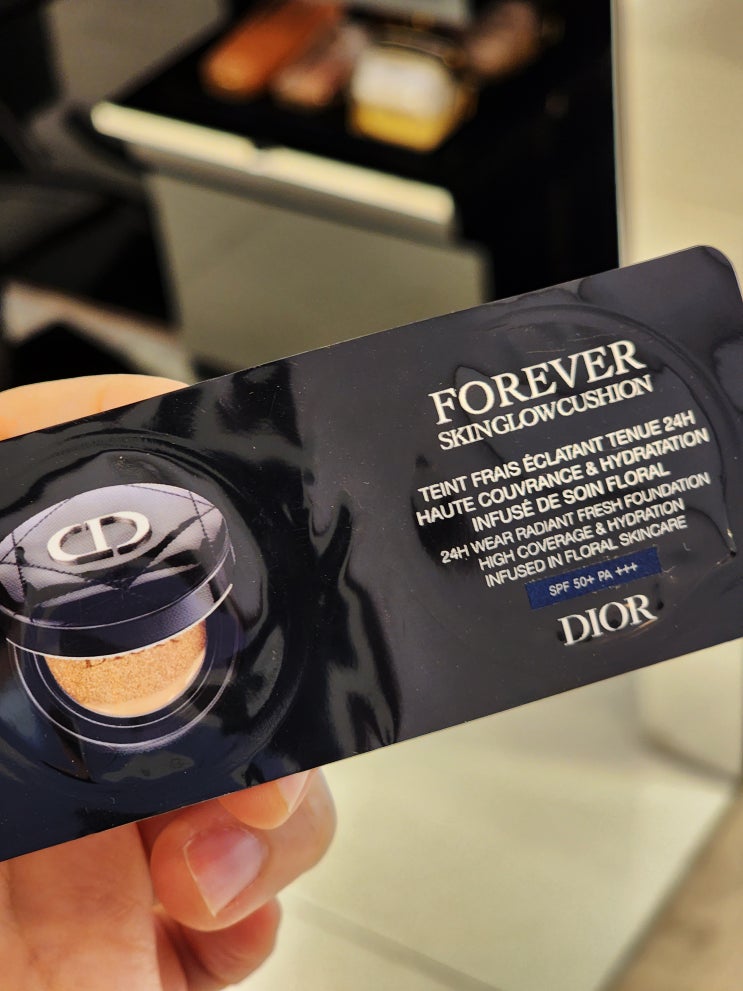 FOREVER
SKINGLOWCUSHION
TEINT FRAIS ÉCLATANT TENUE 24H
HAUTE COUVRANCE & HYDRATATION
INFUSÉ DE SOIN FLORAL
24H WEAR RADIANT FRESH FOUNDATION
HIGH COVERAGE & HYDRATION
INFUSED IN FLORAL SKINCARE
SPF 50+ PA +++
DIOR
CD